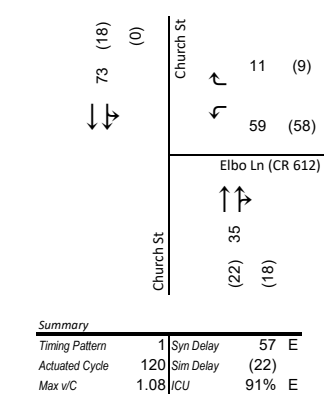 (18) (0)
73
Church St
11 (9)
59 (58)
Elbo Ln (CR 612)
35
(22) (18)
Church St
Summary
Timing Pattern 1 Syn Delay 57 E
Actuated Cycle 120 Sim Delay (22)
Max v/C 1.08 ICU 91% E